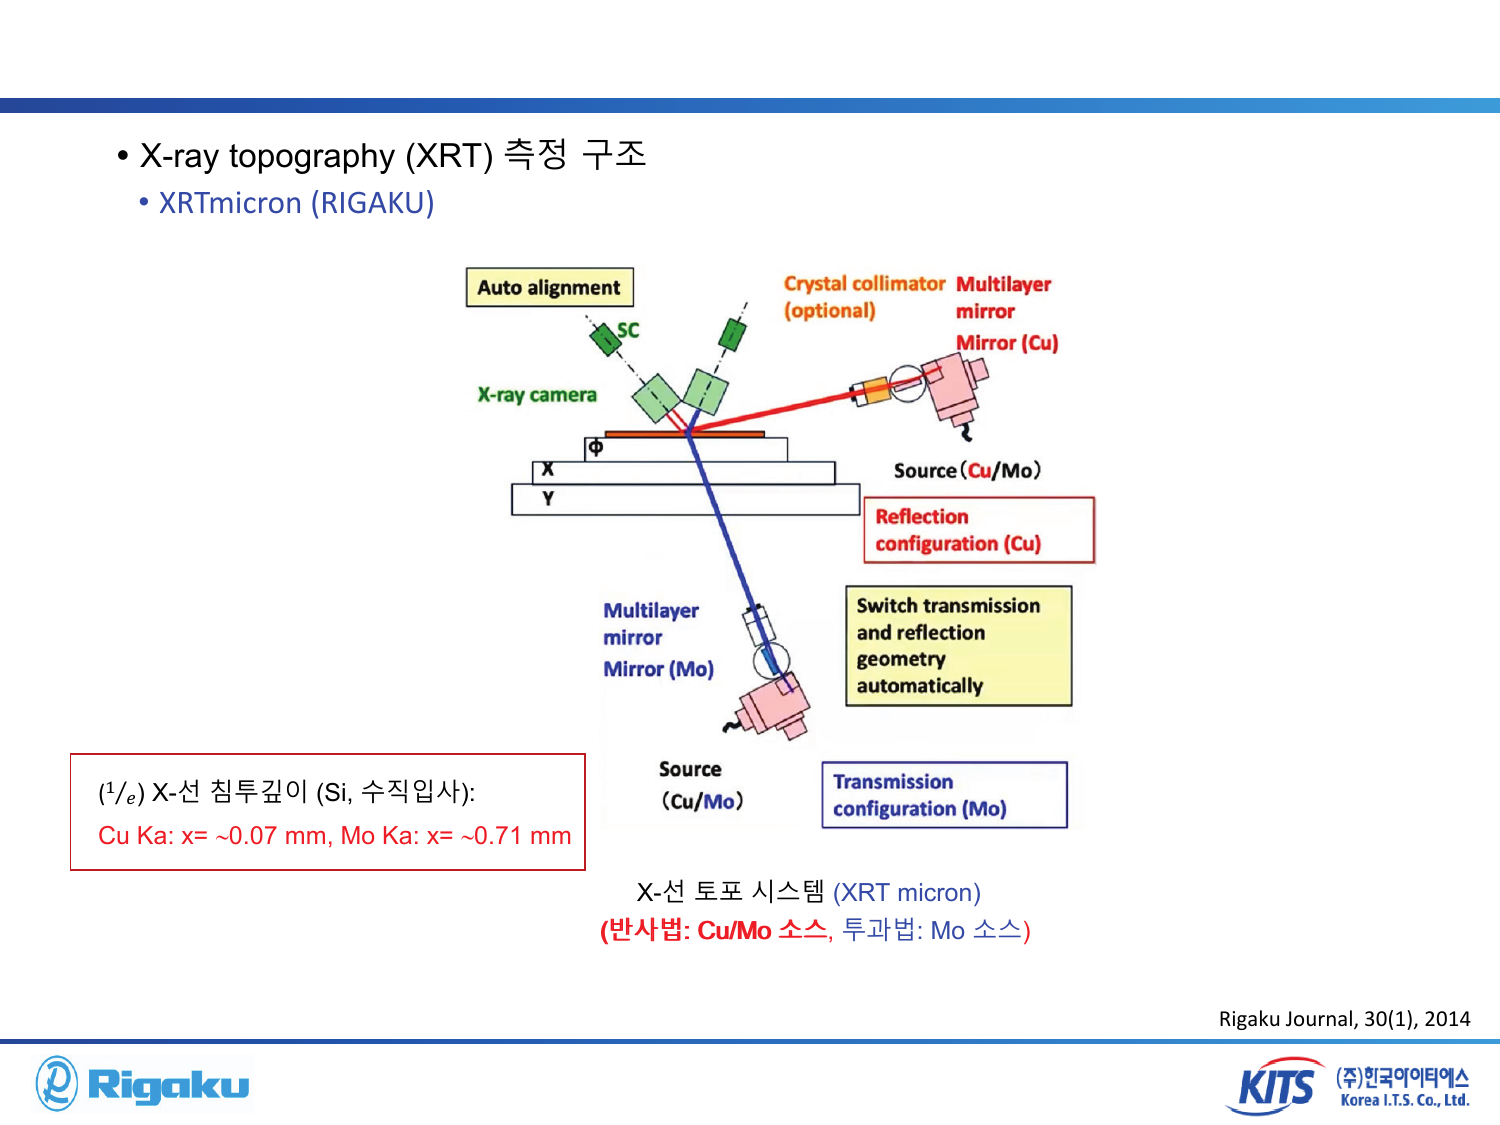 • X-ray topography (XRT) 측정 구조
• XRTmicron (RIGAKU)
Auto alignment
SC
X-ray camera
Crystal collimator
(optional)
Multilayer
mirror
Mirror (Cu)
Φ
X
Y
Source (Cu/Mo)
Reflection
configuration (Cu)
Multilayer
mirror
Mirror (Mo)
Switch transmission
and reflection
geometry
automatically
Source
(Cu/Mo)
Transmission
configuration (Mo)
(1/e) X-선 침투깊이 (Si, 수직입사):
Cu Ka: x= ~0.07 mm, Mo Ka: x= ~0.71 mm
X-선 토포 시스템 (XRT micron)
(반사법: Cu/Mo 소스, 투과법: Mo 소스)
Rigaku Journal, 30(1), 2014
Rigaku
KITS
(주)한국아이티에스
Korea I.T.S. Co., Ltd.